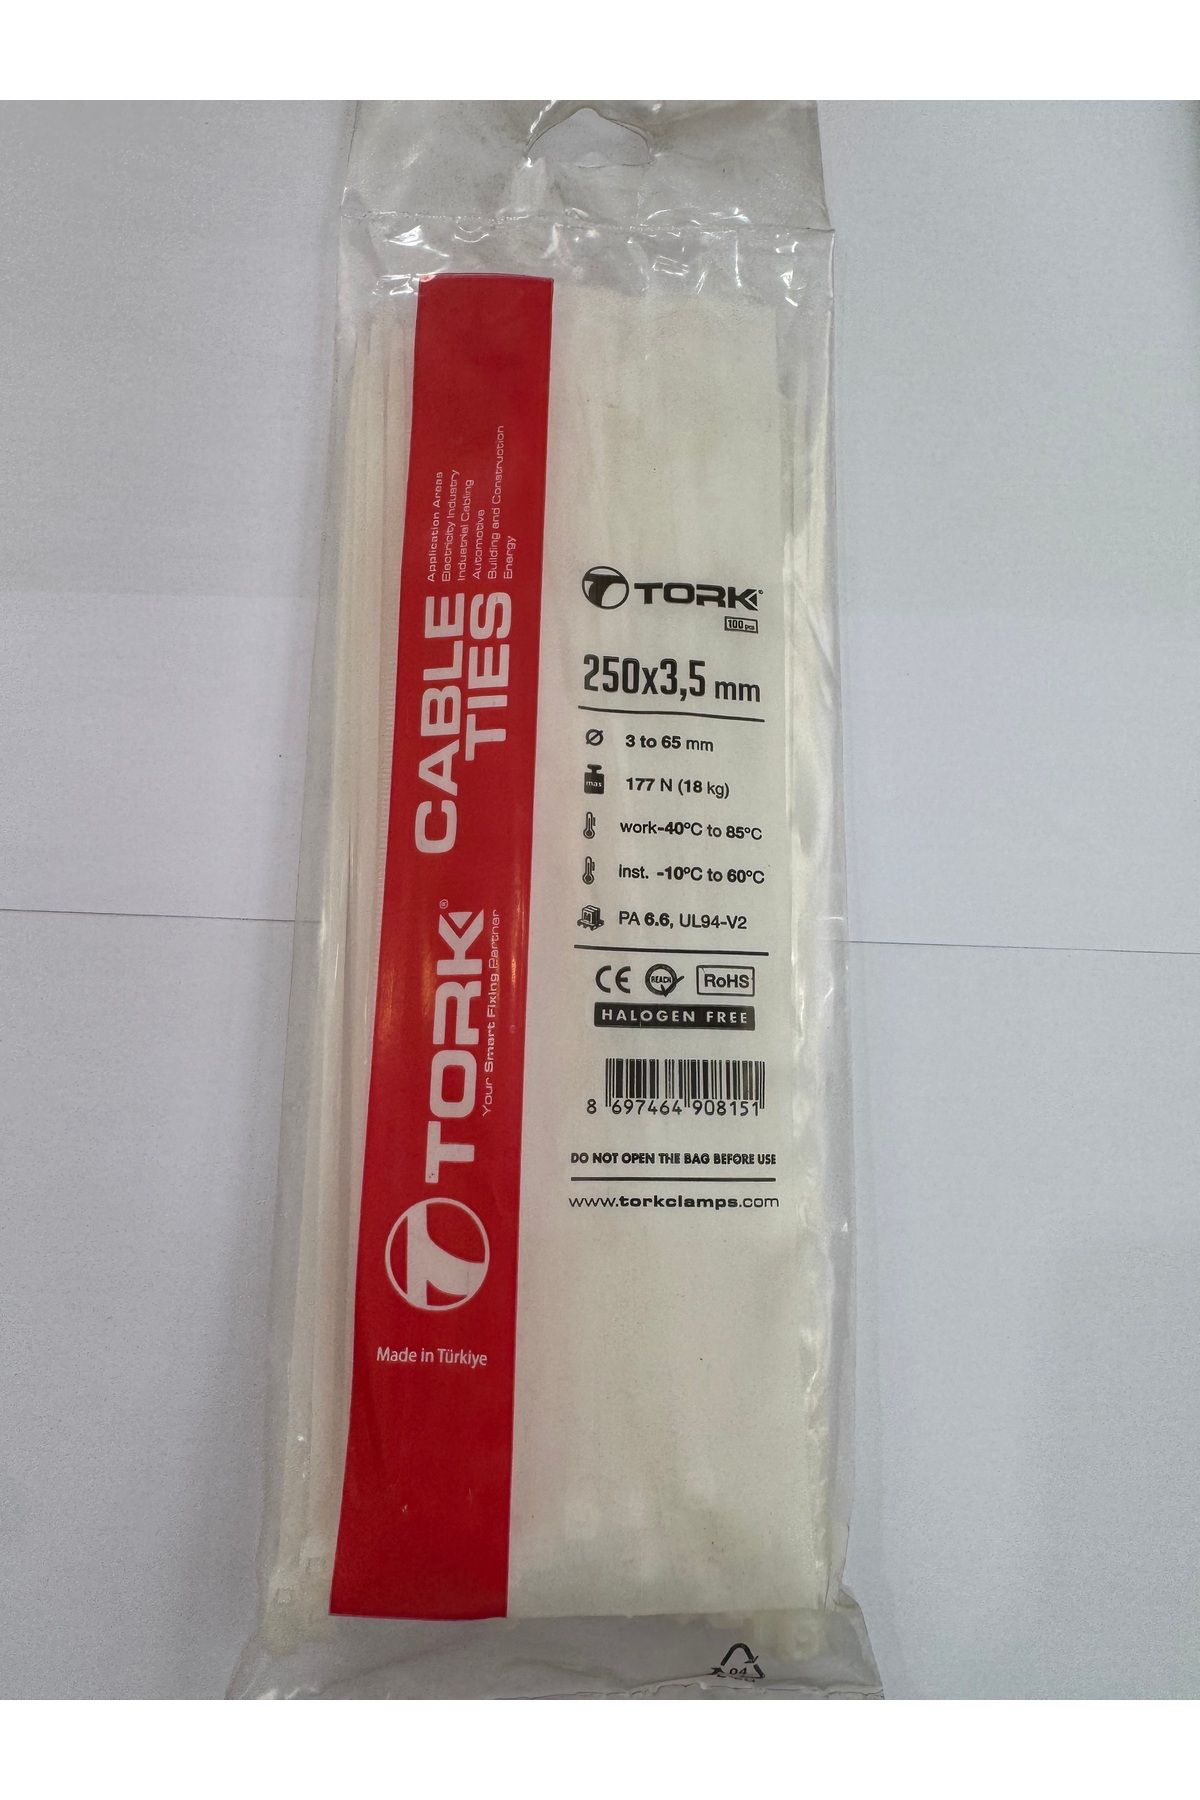 Application Areas
Electricity Industry
Industrial Cabling
Automotive
Building and Construction
Energy
CABLE
TIES
TORK®
Your Smart Fixing Partner
Made in Türkiye
TORK®
100 pcs
250x3,5 mm
Ø 3 to 65 mm
max 177 N (18 kg)
work-40°C to 85°C
inst. -10°C to 60°C
PA 6.6, UL94-V2
CE REACH RoHS
HALOGEN FREE
8 697464 908151
DO NOT OPEN THE BAG BEFORE USE
www.torkclamps.com
04